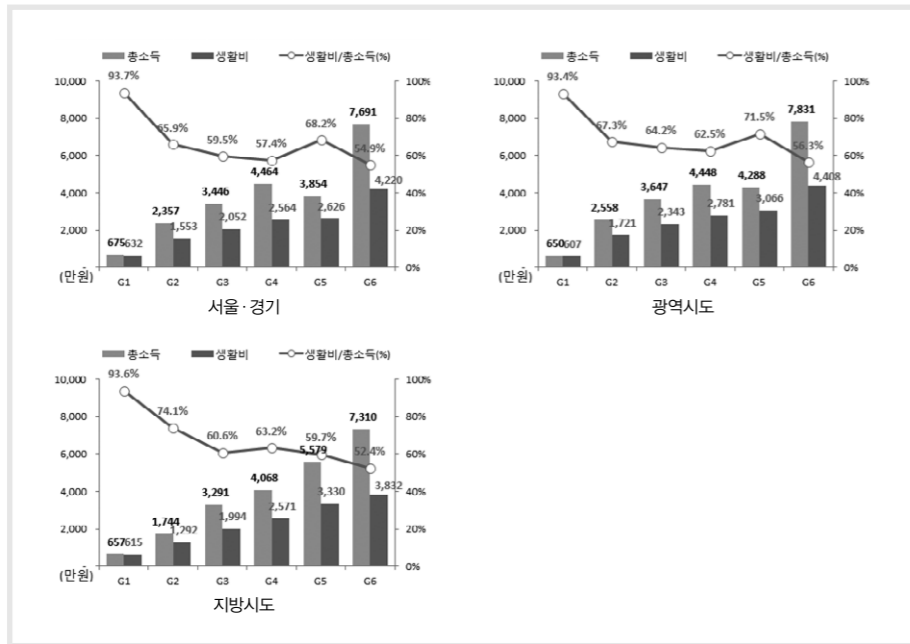 총소득 생활비 생활비/총소득(%)
93.7%
10,000 100%
7,691
8,000 65.9% 68.2% 80%
59.5% 57.4% 54.9%
6,000 60%
4,464
3,446 3,854 4,220
4,000 40%
2,357 2,052 2,564 2,626
2,000 1,553 20%
675 632
- 0%
(만원) G1 G2 G3 G4 G5 G6
서울·경기
총소득 생활비 생활비/총소득(%)
93.4%
10,000 100%
7,831
8,000 67.3% 64.2% 62.5% 71.5% 80%
56.3%
6,000 60%
4,448 4,288 4,408
4,000 3,647 40%
2,558 2,343 2,781 3,066
2,000 1,721 20%
650 607
- 0%
(만원) G1 G2 G3 G4 G5 G6
광역시도
총소득 생활비 생활비/총소득(%)
93.6%
10,000 100%
74.1%
8,000 7,310 80%
60.6% 63.2% 59.7%
6,000 5,579 52.4% 60%
4,068
4,000 3,291 3,330 3,832 40%
1,744 1,994 2,571
2,000 1,292 20%
657 615
- 0%
(만원) G1 G2 G3 G4 G5 G6
지방시도